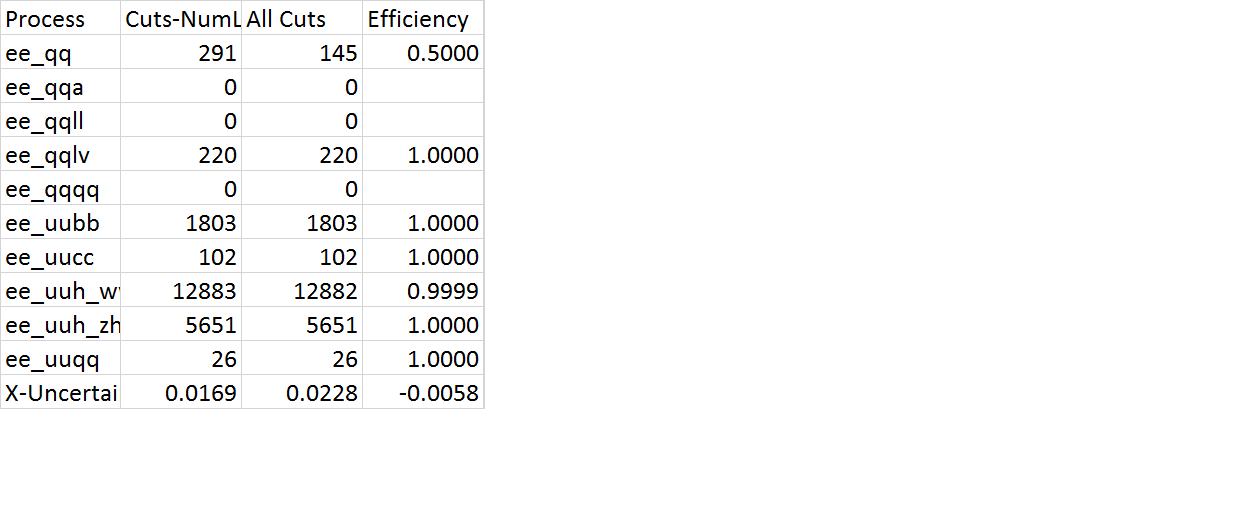 Process Cuts-NumL All Cuts Efficiency
ee_qq 291 145 0.5000
ee_qqa 0 0
ee_qqll 0 0
ee_qqlv 220 220 1.0000
ee_qqqq 0 0
ee_uubb 1803 1803 1.0000
ee_uucc 102 102 1.0000
ee_uuh_w 12883 12882 0.9999
ee_uuh_zh 5651 5651 1.0000
ee_uuqq 26 26 1.0000
X-Uncertai 0.0169 0.0228 -0.0058